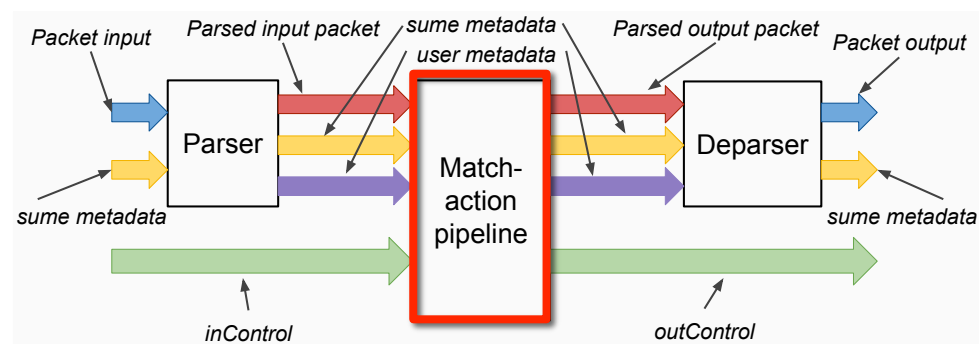 Packet input
Parsed input packet
sume metadata
user metadata
Parsed output packet
Packet output
Parser
Match-
action
pipeline
Deparser
sume metadata
sume metadata
inControl
outControl